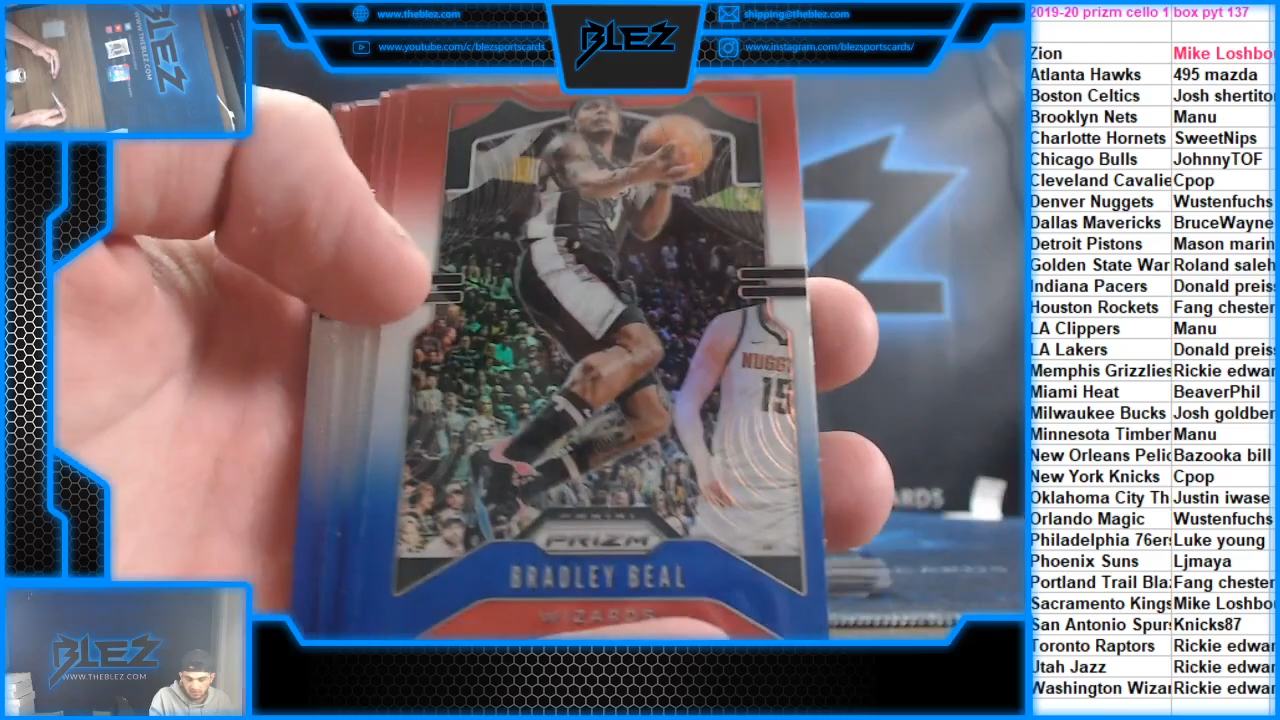 www.theblez.com
shipping@theblez.com
www.youtube.com/c/blezsportscards
www.instagram.com/blezsportscards/
BLEZ
BLEZ
WWW.THEBLEZ.COM
NUGG
15
PANINI
PRIZM
BRADLEY BEAL
WIZARDS
BLEZ
WWW.THEBLEZ.COM
2019-20 prizm cello 1 box pyt 137
Zion Mike Loshbo
Atlanta Hawks 495 mazda
Boston Celtics Josh shertito
Brooklyn Nets Manu
Charlotte Hornets SweetNips
Chicago Bulls JohnnyTOF
Cleveland Cavalie Cpop
Denver Nuggets Wustenfuchs
Dallas Mavericks BruceWayne
Detroit Pistons Mason marin
Golden State War Roland saleh
Indiana Pacers Donald preis
Houston Rockets Fang chester
LA Clippers Manu
LA Lakers Donald preis
Memphis Grizzlies Rickie edwar
Miami Heat BeaverPhil
Milwaukee Bucks Josh goldber
Minnesota Timber Manu
New Orleans Pelic Bazooka bill
New York Knicks Cpop
Oklahoma City Th Justin iwase
Orlando Magic Wustenfuchs
Philadelphia 76ers Luke young
Phoenix Suns Ljmaya
Portland Trail Bla Fang chester
Sacramento Kings Mike Loshbo
San Antonio Spurs Knicks87
Toronto Raptors Rickie edwar
Utah Jazz Rickie edwar
Washington Wizar Rickie edwar